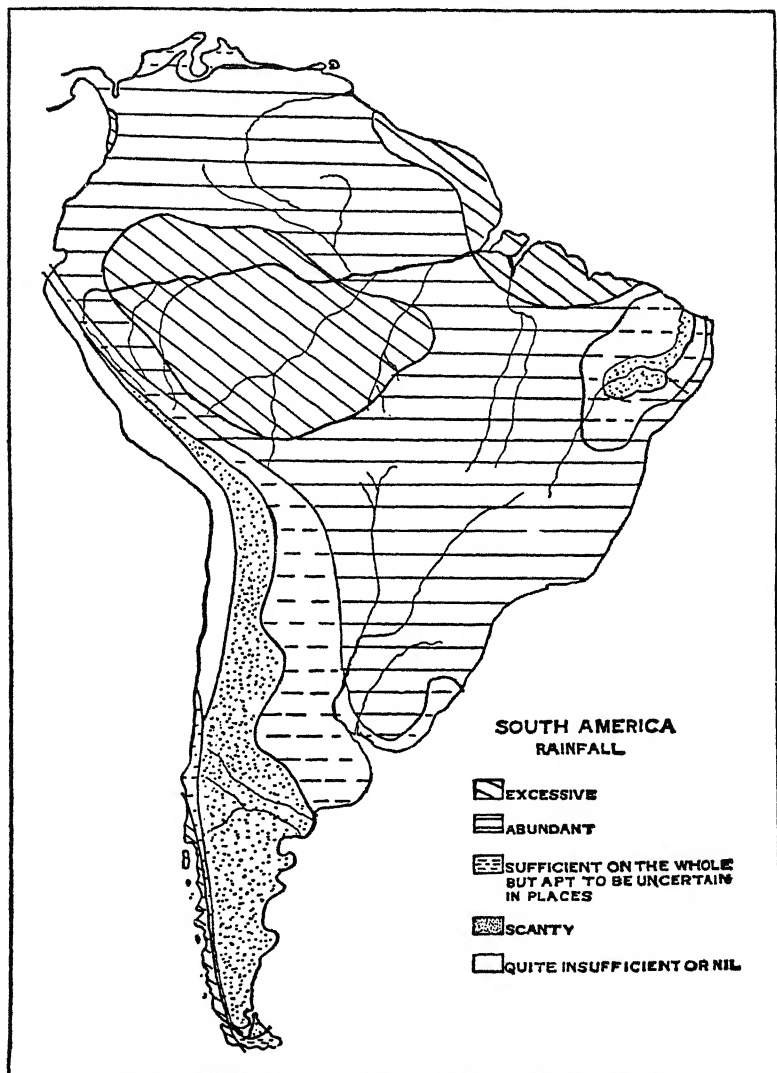 SOUTH AMERICA
RAINFALL
EXCESSIVE
ABUNDANT
SUFFICIENT ON THE WHOLE
BUT APT TO BE UNCERTAIN
IN PLACES
SCANTY
QUITE INSUFFICIENT OR NIL